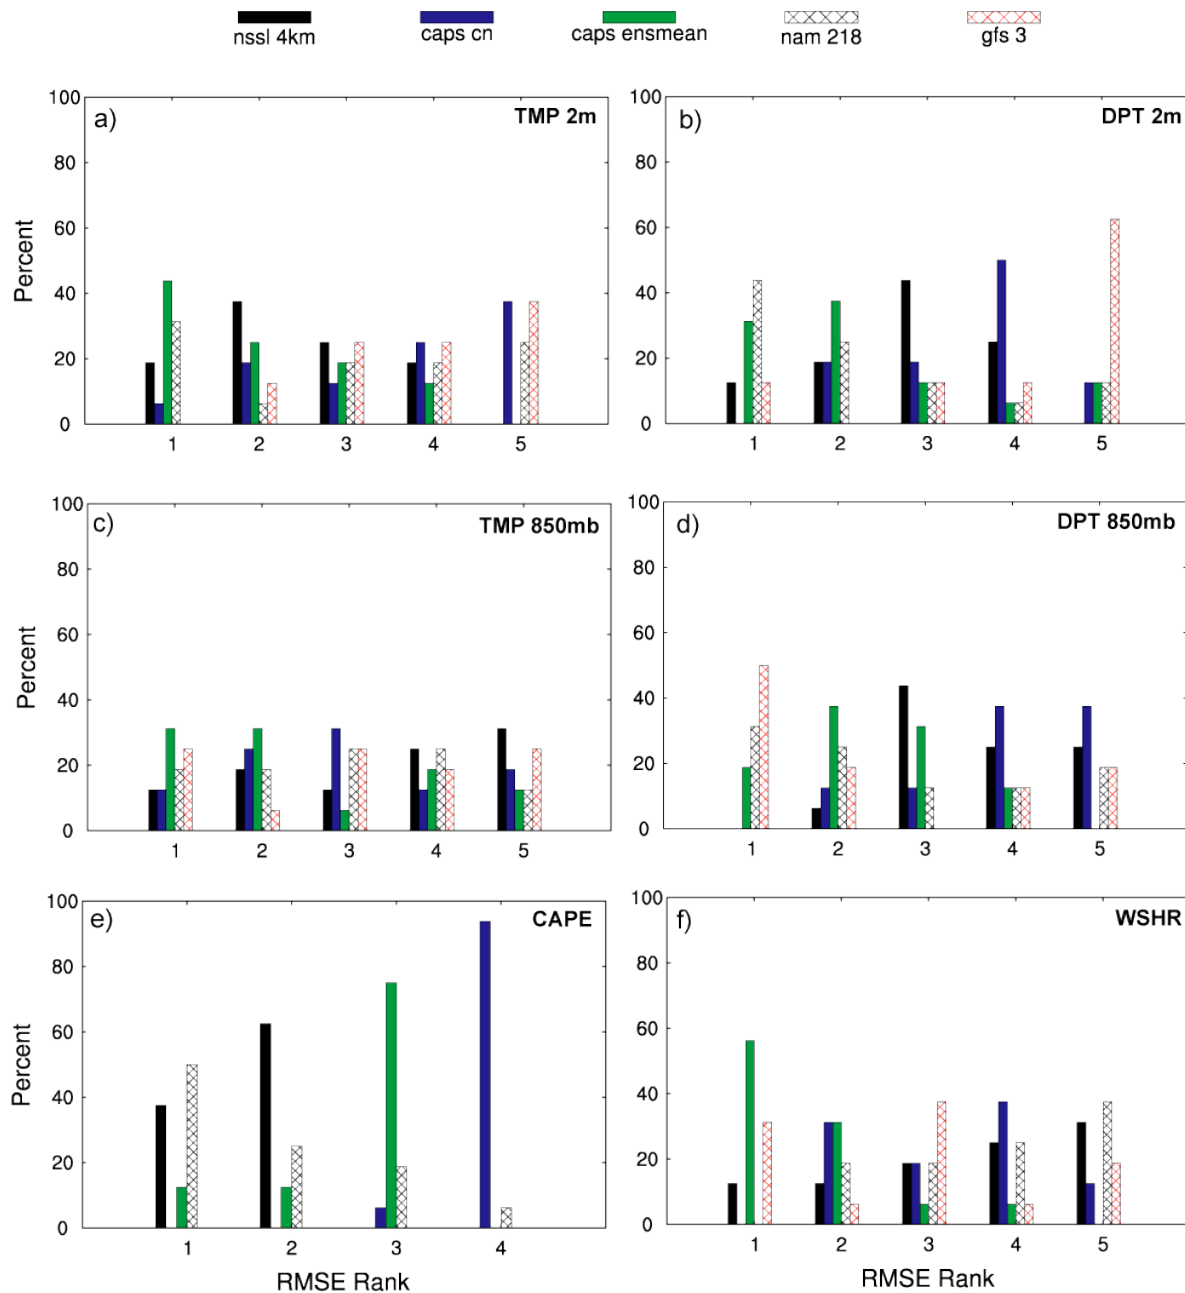 nssl 4km caps cn caps ensmean nam 218 gfs 3
a) TMP 2m
100
80
60
40
20
0
Percent
1 2 3 4 5
b) DPT 2m
100
80
60
40
20
0
1 2 3 4 5
c) TMP 850mb
100
80
60
40
20
0
Percent
1 2 3 4 5
d) DPT 850mb
100
80
60
40
20
0
1 2 3 4 5
e) CAPE
100
80
60
40
20
0
Percent
1 2 3 4
RMSE Rank
f) WSHR
100
80
60
40
20
0
1 2 3 4 5
RMSE Rank